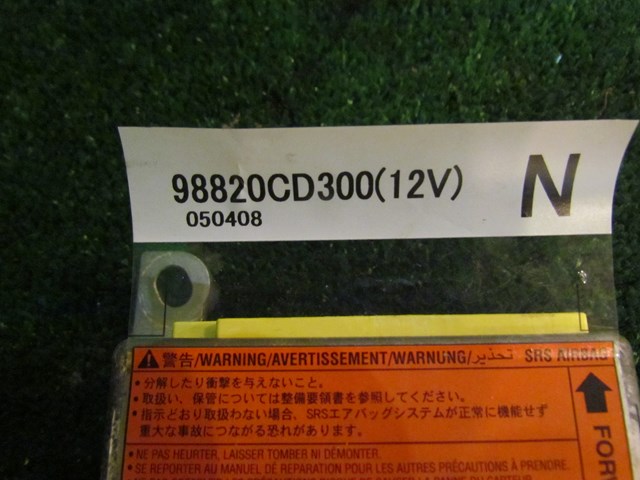 98820CD300(12V) N
050408
警告/WARNING/AVERTISSEMENT/WARNUNG/تحذير SRS AIRBAG
•分解したり衝撃を与えないこと。
•取扱い、保管については整備要領書を参照してください。
•指示どおり取扱わない場合、SRSエアバッグシステムが正常に機能せず
重大な事故につながる恐れがあります。
•NE PAS HEURTER, LAISSER TOMBER NI DÉMONTER.
•SE REPORTER AU MANUEL DE REPARATION POUR LES AUTRES PRÉCAUTIONS À PRENDRE.
FORW